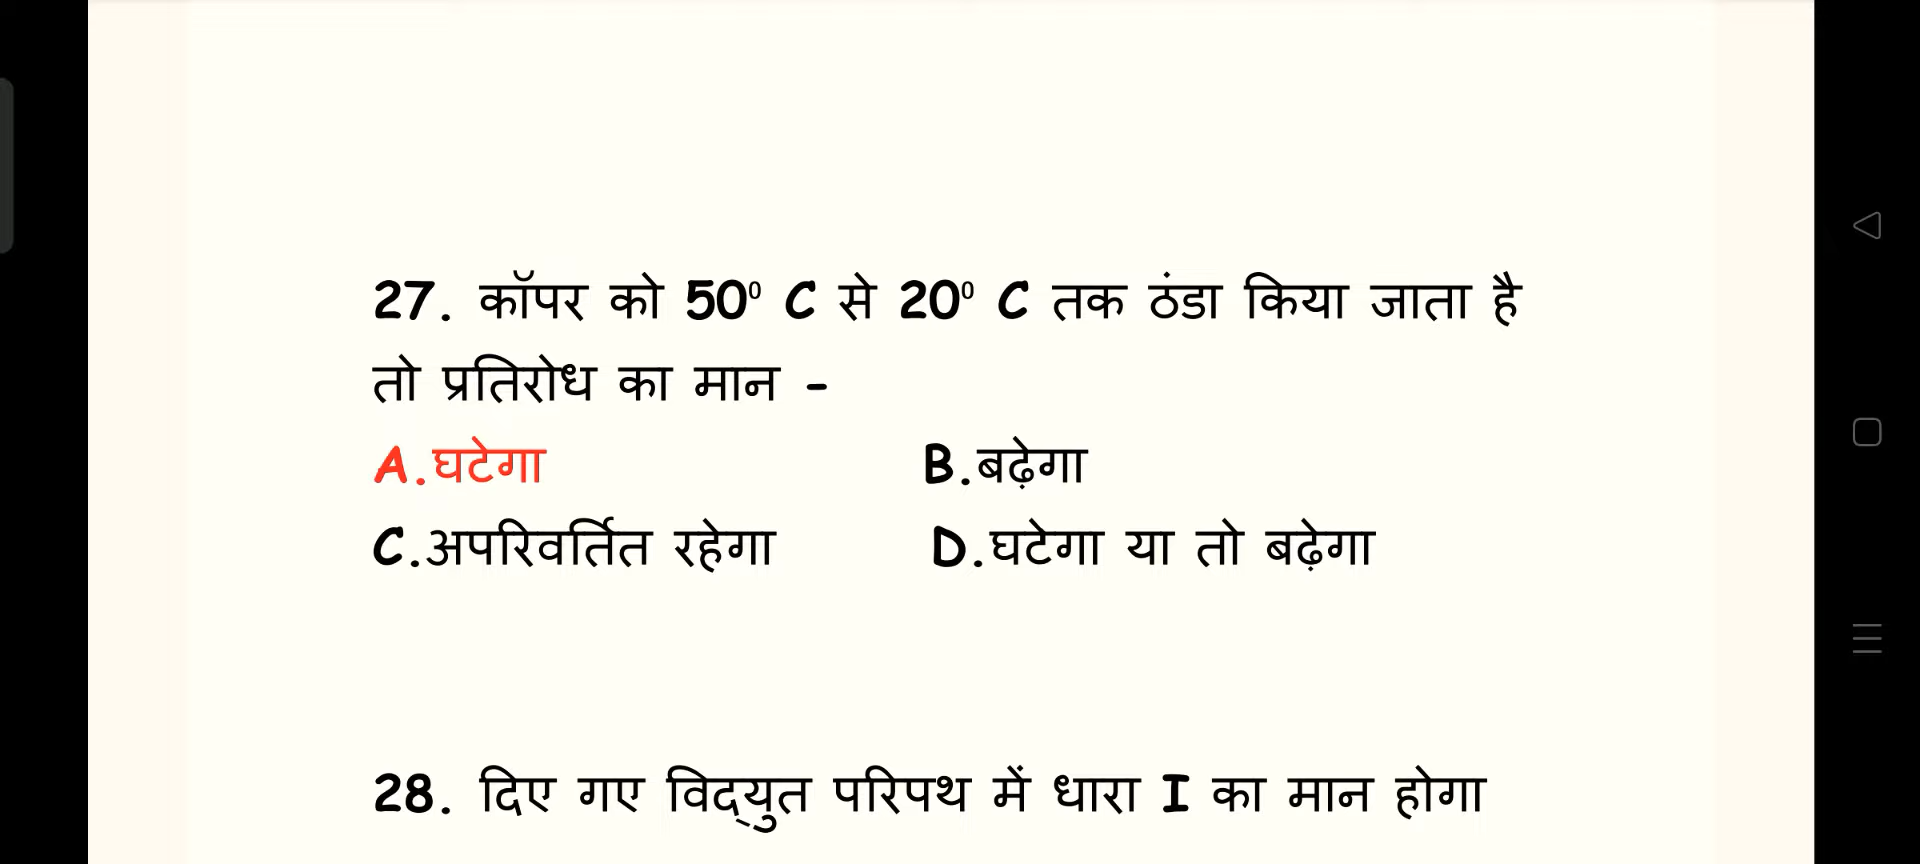 27. कॉपर को 50⁰ C से 20⁰ C तक ठंडा किया जाता है
तो प्रतिरोध का मान -
A.घटेगा B.बढ़ेगा
C.अपरिवर्तित रहेगा D.घटेगा या तो बढ़ेगा
28. दिए गए विद्युत परिपथ में धारा I का मान होगा